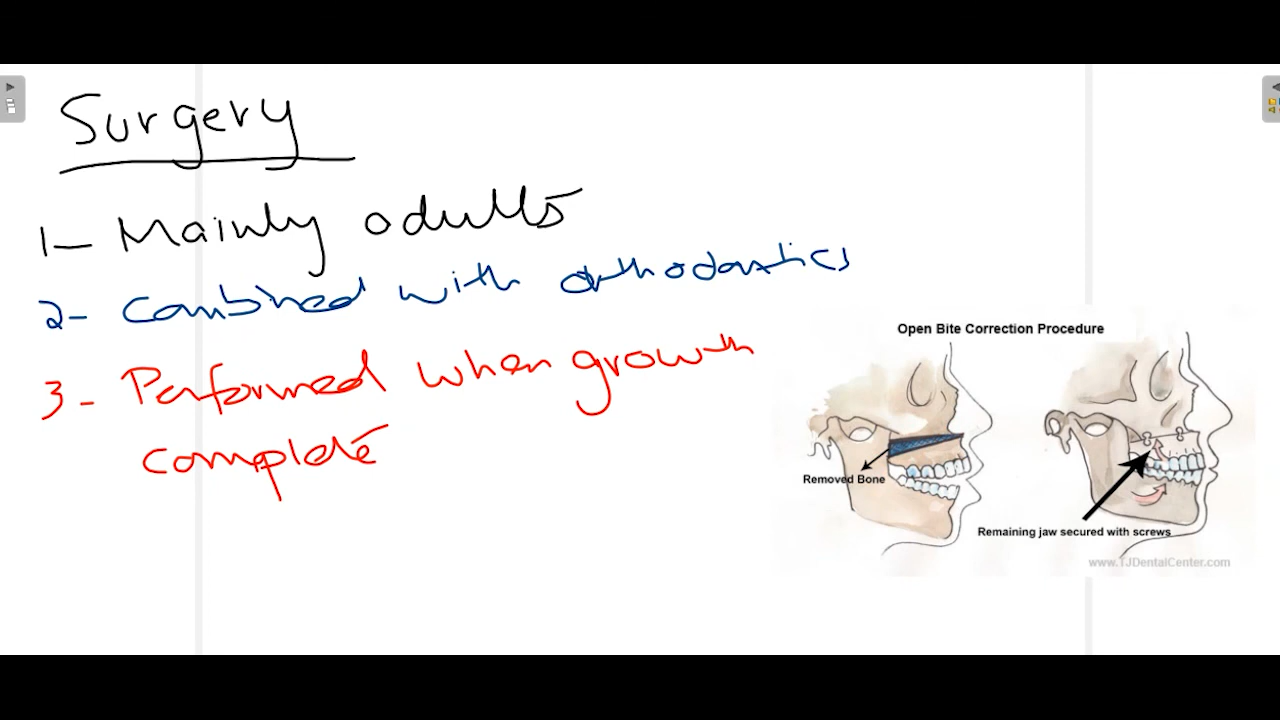 Surgery
1- Mainly adults
2- Combined with orthodontics
3- Performed when growth
complete
Open Bite Correction Procedure
Removed Bone
Remaining jaw secured with screws
www.TJDentalCenter.com